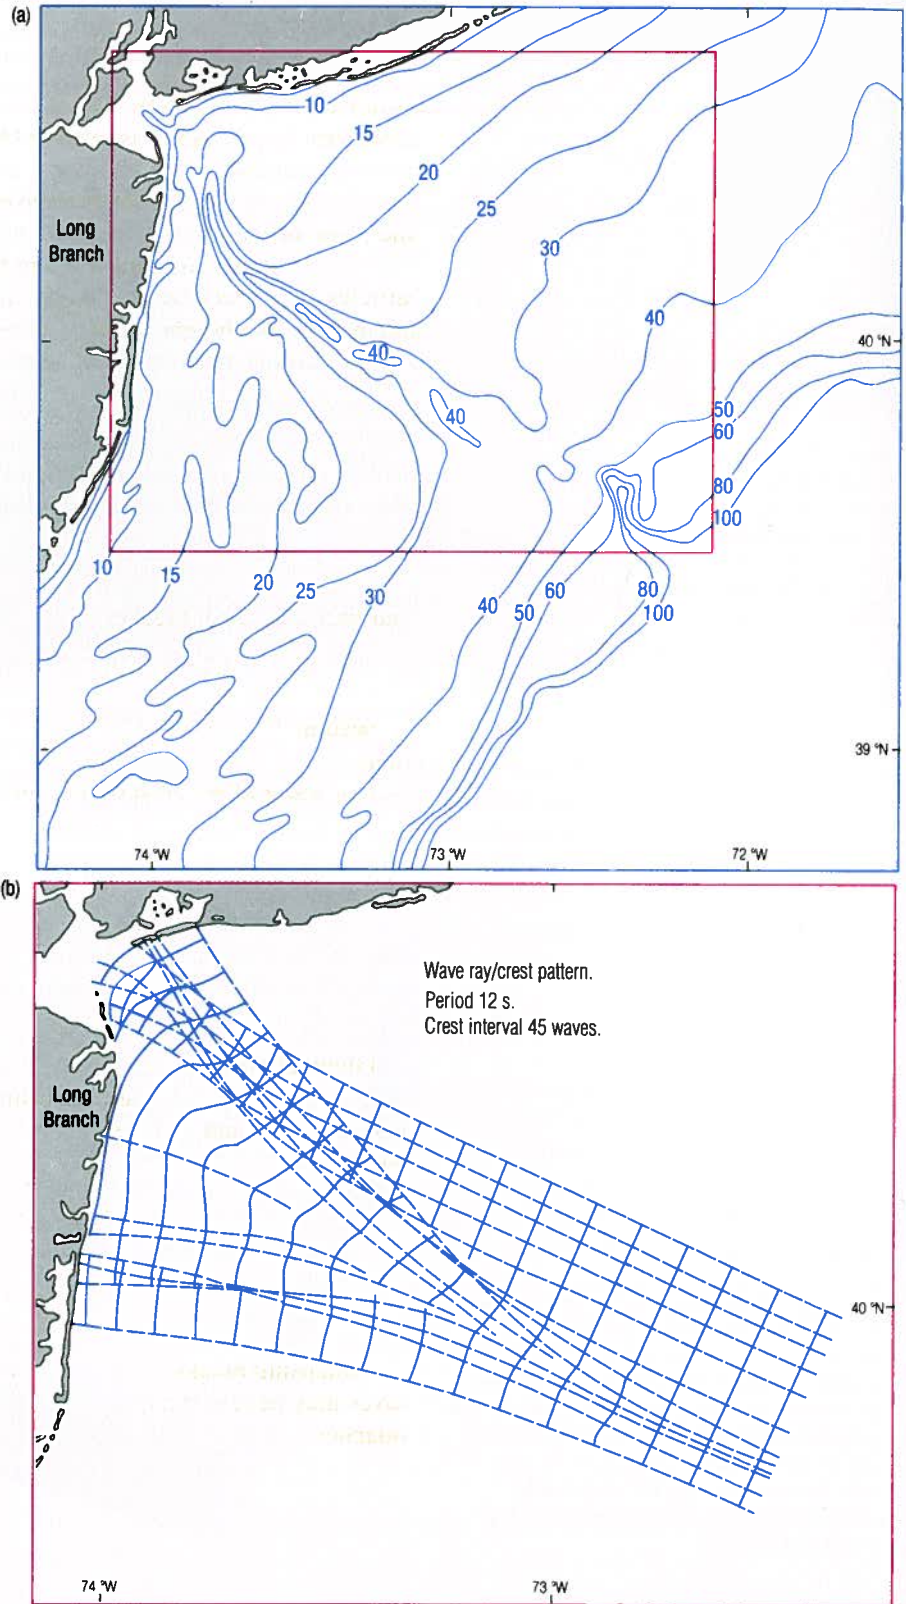 (a)
10
15
20
25
30
40
Long
Branch
40
40 °N
50
60
40
80
100
10
15
20
25
30
40
50
60
80
100
39 °N
74 °W
73 °W
72 °W
(b)
Wave ray/crest pattern.
Period 12 s.
Crest interval 45 waves.
Long
Branch
40 °N
74 °W
73 °W